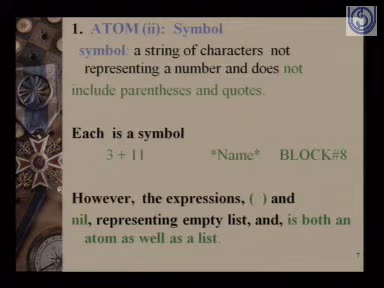 1. ATOM (ii): Symbol
symbol: a string of characters not
representing a number and does not
include parentheses and quotes.
Each is a symbol
3 + 11 *Name* BLOCK#8
However, the expressions, ( ) and
nil, representing empty list, and, is both an
atom as well as a list.
7